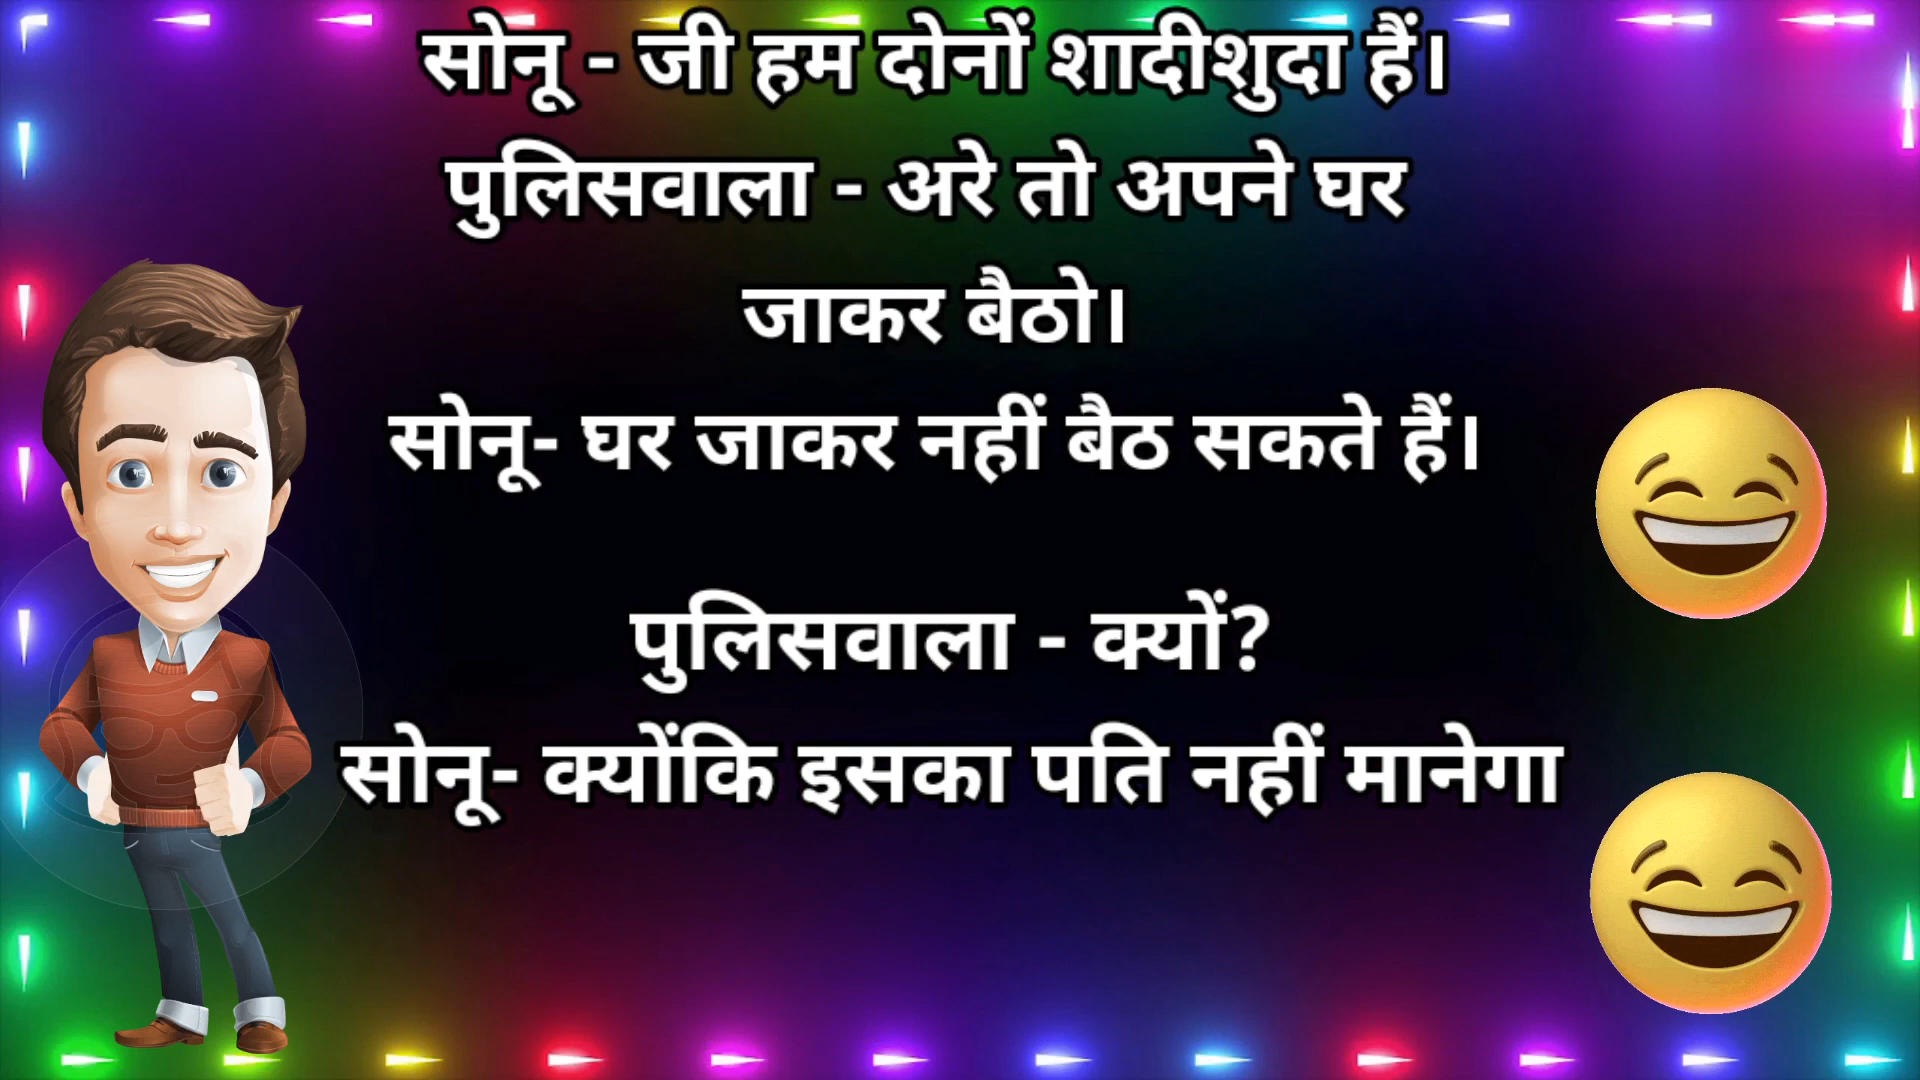 सोनू - जी हम दोनों शादीशुदा हैं।
पुलिसवाला - अरे तो अपने घर
जाकर बैठो।
सोनू- घर जाकर नहीं बैठ सकते हैं।
पुलिसवाला - क्यों?
सोनू- क्योंकि इसका पति नहीं मानेगा